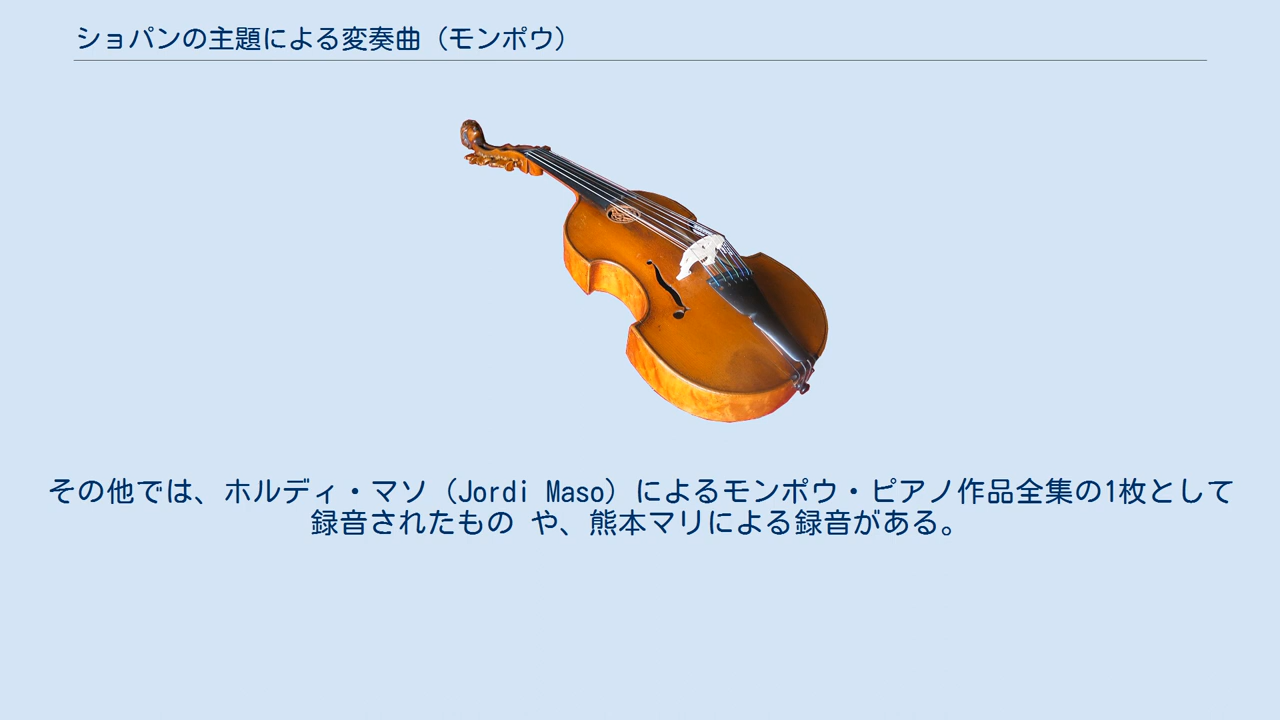 ショパンの主題による変奏曲（モンポウ）
その他では、ホルディ・マソ（Jordi Maso）によるモンポウ・ピアノ作品全集の1枚として
録音されたもの や、熊本マリによる録音がある。